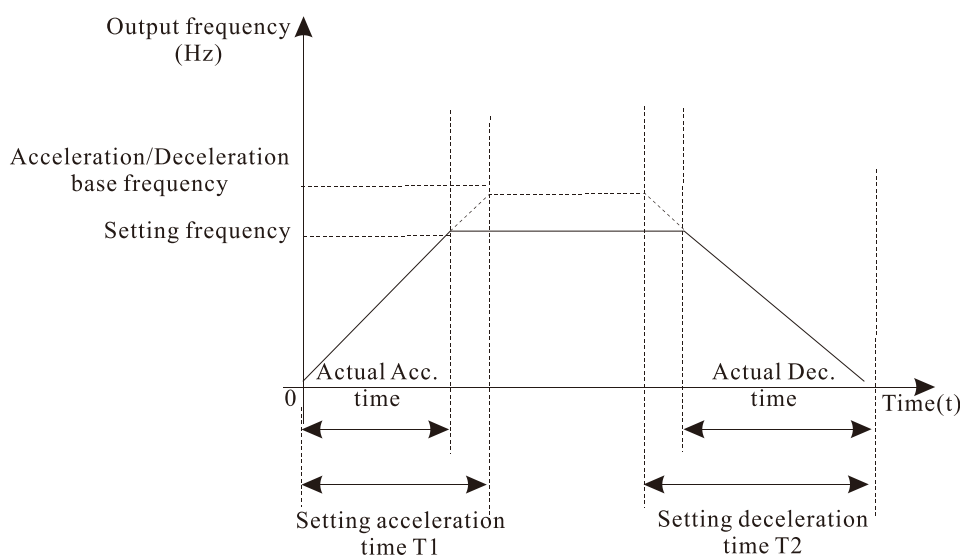 Output frequency
(Hz)
Acceleration/Deceleration
base frequency
Setting frequency
Actual Acc.
time
Actual Dec.
time
0
Time(t)
Setting acceleration
time T1
Setting deceleration
time T2